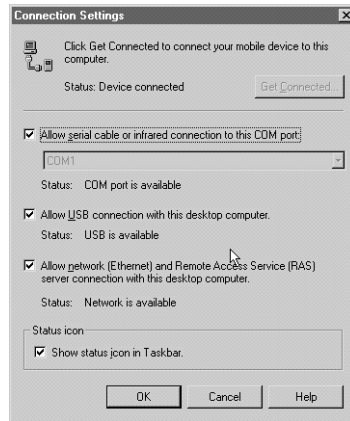 Connection Settings
Click Get Connected to connect your mobile device to this
computer.
Status: Device connected
Get Connected...
Allow serial cable or infrared connection to this COM port:
COM1
Status: COM port is available
Allow USB connection with this desktop computer.
Status: USB is available
Allow network (Ethernet) and Remote Access Service (RAS)
server connection with this desktop computer.
Status: Network is available
Status icon
Show status icon in Taskbar.
OK Cancel Help